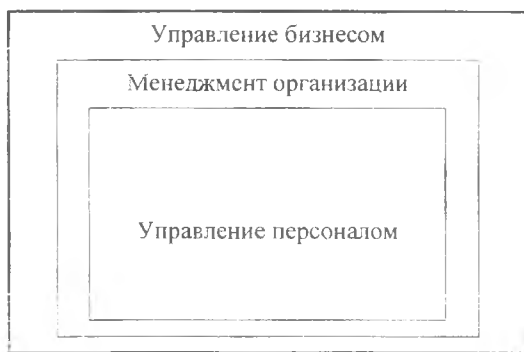 Управление бизнесом
Менеджмент организации
Управление персоналом